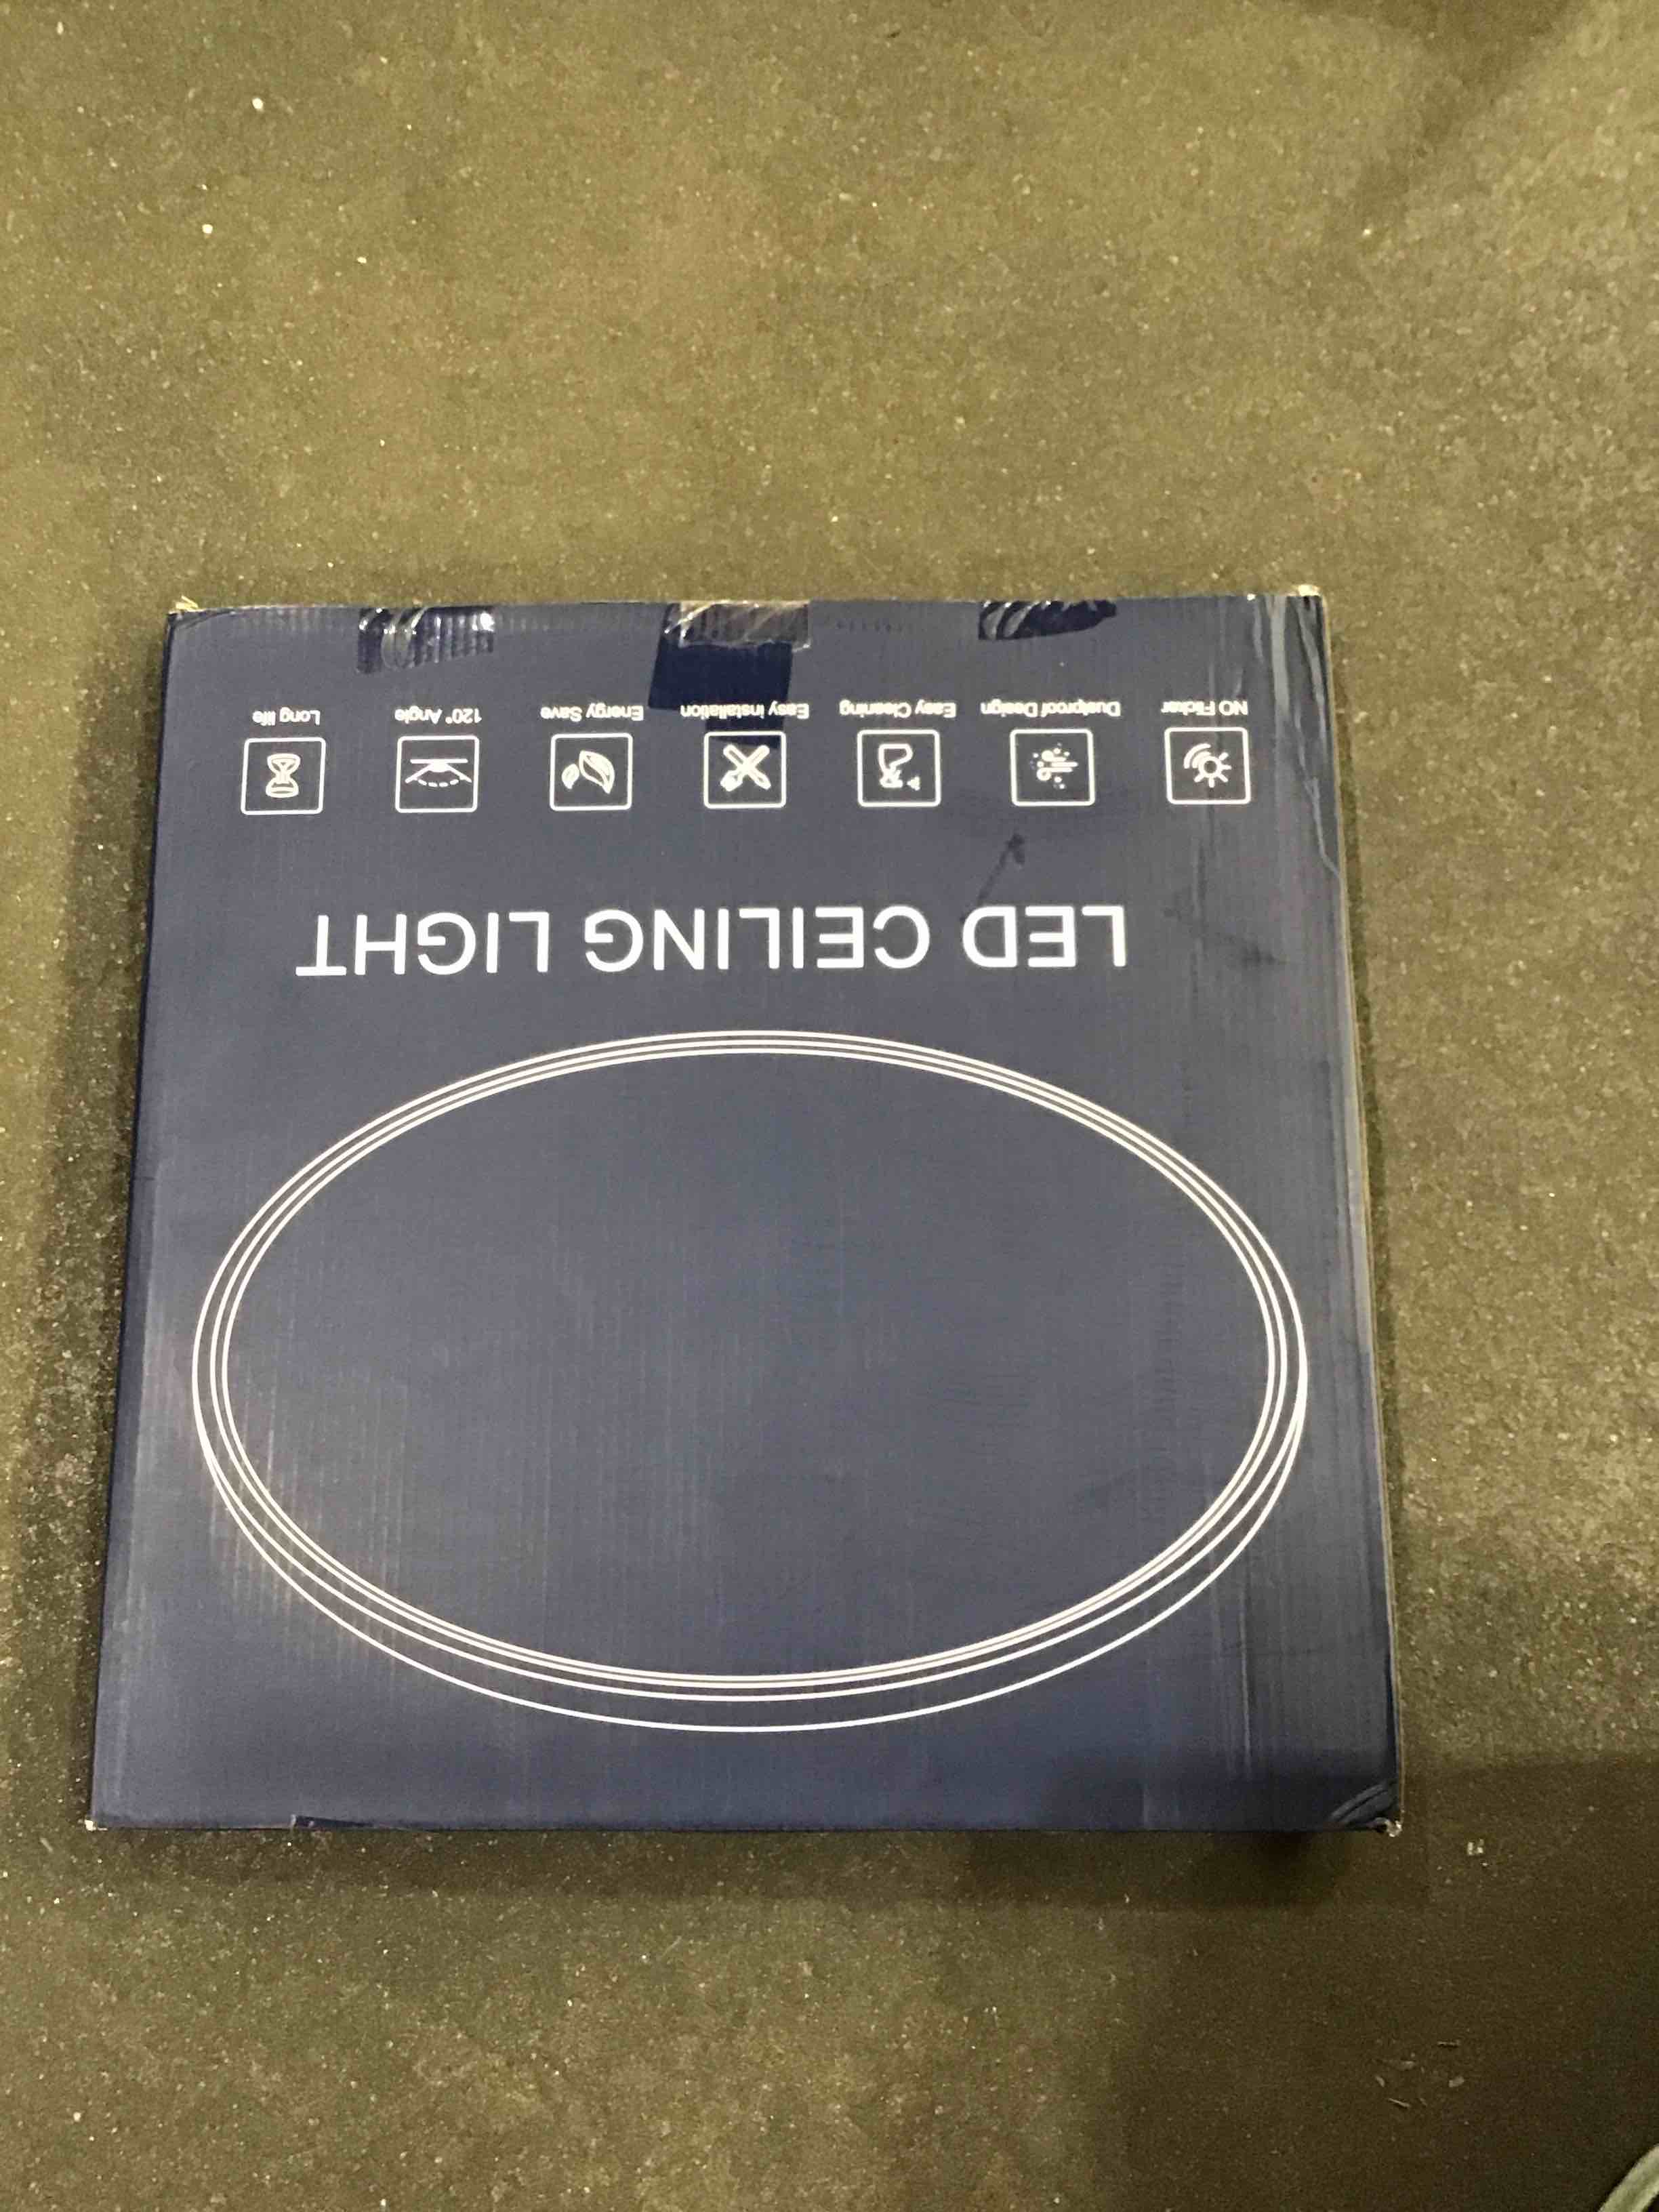 LED CEILING LIGHT
NO Flicker Dustproof Design Easy Cleaning Easy Installation Energy Save 120° Angle Long life